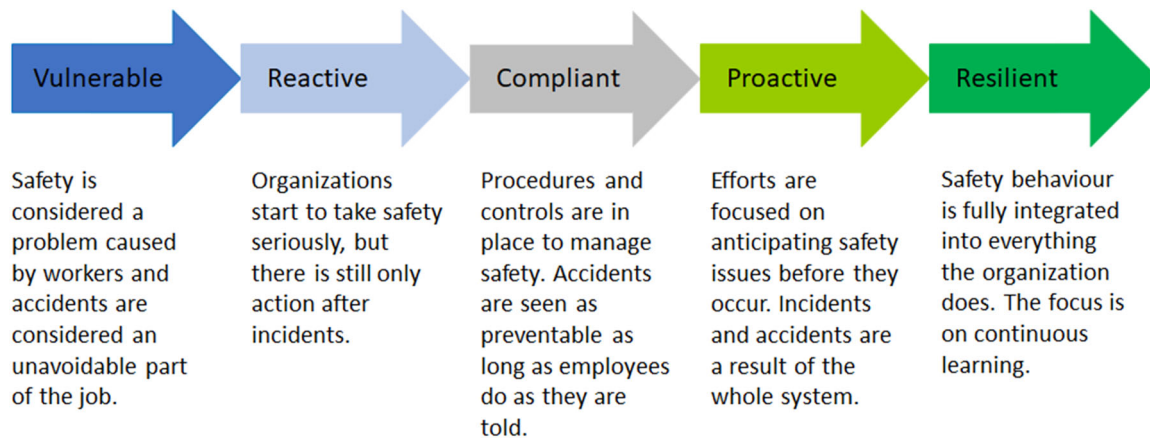 Vulnerable
Reactive
Compliant
Proactive
Resilient
Safety is
considered a
problem caused
by workers and
accidents are
considered an
unavoidable part
of the job.
Organizations
start to take safety
seriously, but
there is still only
action after
incidents.
Procedures and
controls are in
place to manage
safety. Accidents
are seen as
preventable as
long as employees
do as they are
told.
Efforts are
focused on
anticipating safety
issues before they
occur. Incidents
and accidents are
a result of the
whole system.
Safety behaviour
is fully integrated
into everything
the organization
does. The focus is
on continuous
learning.